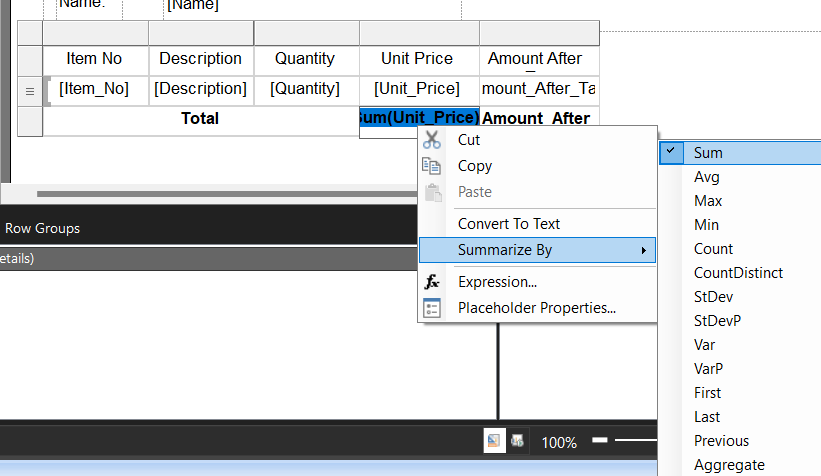 Name:
[Name]
Item No Description Quantity Unit Price Amount After
[Item_No] [Description] [Quantity] [Unit_Price] mount_After_Ta
Total Sum(Unit_Price) Amount_After
Cut
Copy
Paste
Convert To Text
Summarize By
Expression...
Placeholder Properties...
Sum
Avg
Max
Min
Count
CountDistinct
StDev
StDevP
Var
VarP
First
Last
Previous
Aggregate
Row Groups
etails)
100%